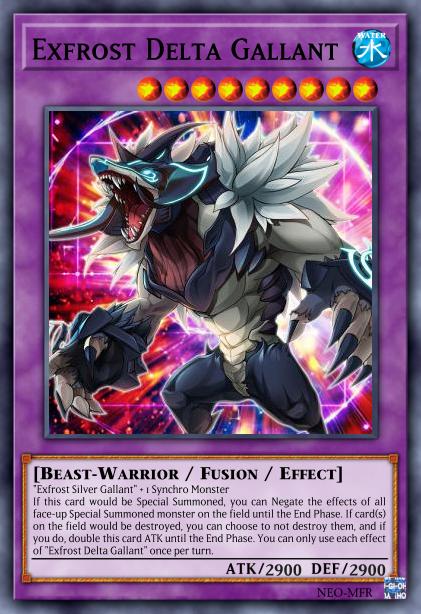 EXFROST DELTA GALLANT
WATER
水
[BEAST-WARRIOR / FUSION / EFFECT]
"Exfrost Silver Gallant" + 1 Synchro Monster
If this card would be Special Summoned, you can Negate the effects of all
face-up Special Summoned monster on the field until the End Phase. If card(s)
on the field would be destroyed, you can choose to not destroy them, and if
you do, double this card ATK until the End Phase. You can only use each effect
of "Exfrost Delta Gallant" once per turn.
ATK/2900 DEF/2900
NEO-MFR